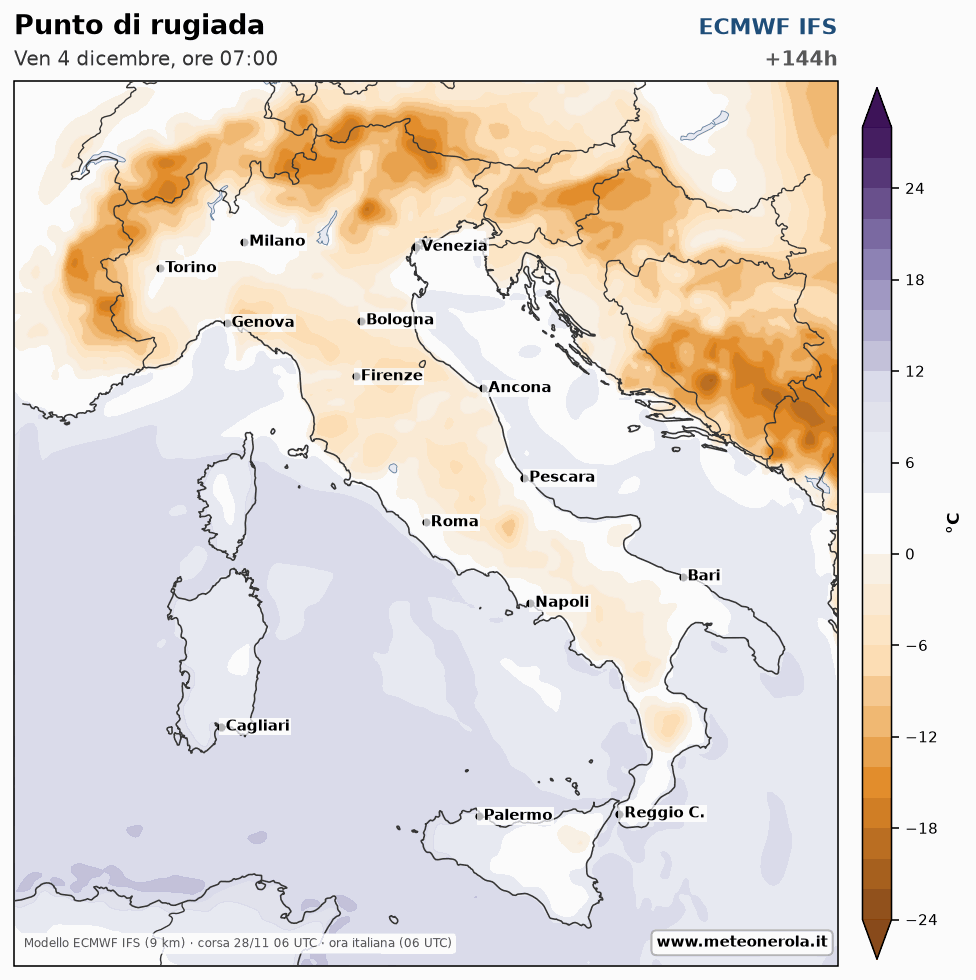 Punto di rugiada
ECMWF IFS
Ven 4 dicembre, ore 07:00
+144h
Milano
Venezia
Torino
Genova
Bologna
Firenze
Ancona
Pescara
Roma
Bari
Napoli
Cagliari
Palermo
Reggio C.
24
18
12
6
0
−6
−12
−18
−24
°C
Modello ECMWF IFS (9 km) · corsa 28/11 06 UTC · ora italiana (06 UTC)
www.meteonerola.it